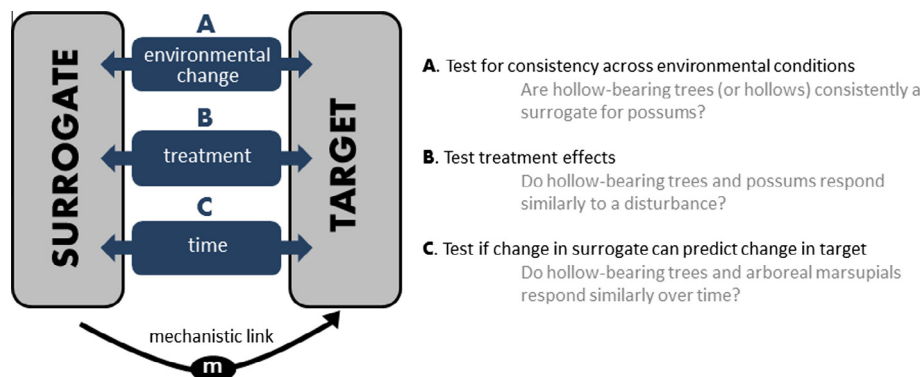 SURROGATE
A
environmental
change
B
treatment
C
time
TARGET
mechanistic link
m
A. Test for consistency across environmental conditions
Are hollow-bearing trees (or hollows) consistently a
surrogate for possums?
B. Test treatment effects
Do hollow-bearing trees and possums respond
similarly to a disturbance?
C. Test if change in surrogate can predict change in target
Do hollow-bearing trees and arboreal marsupials
respond similarly over time?